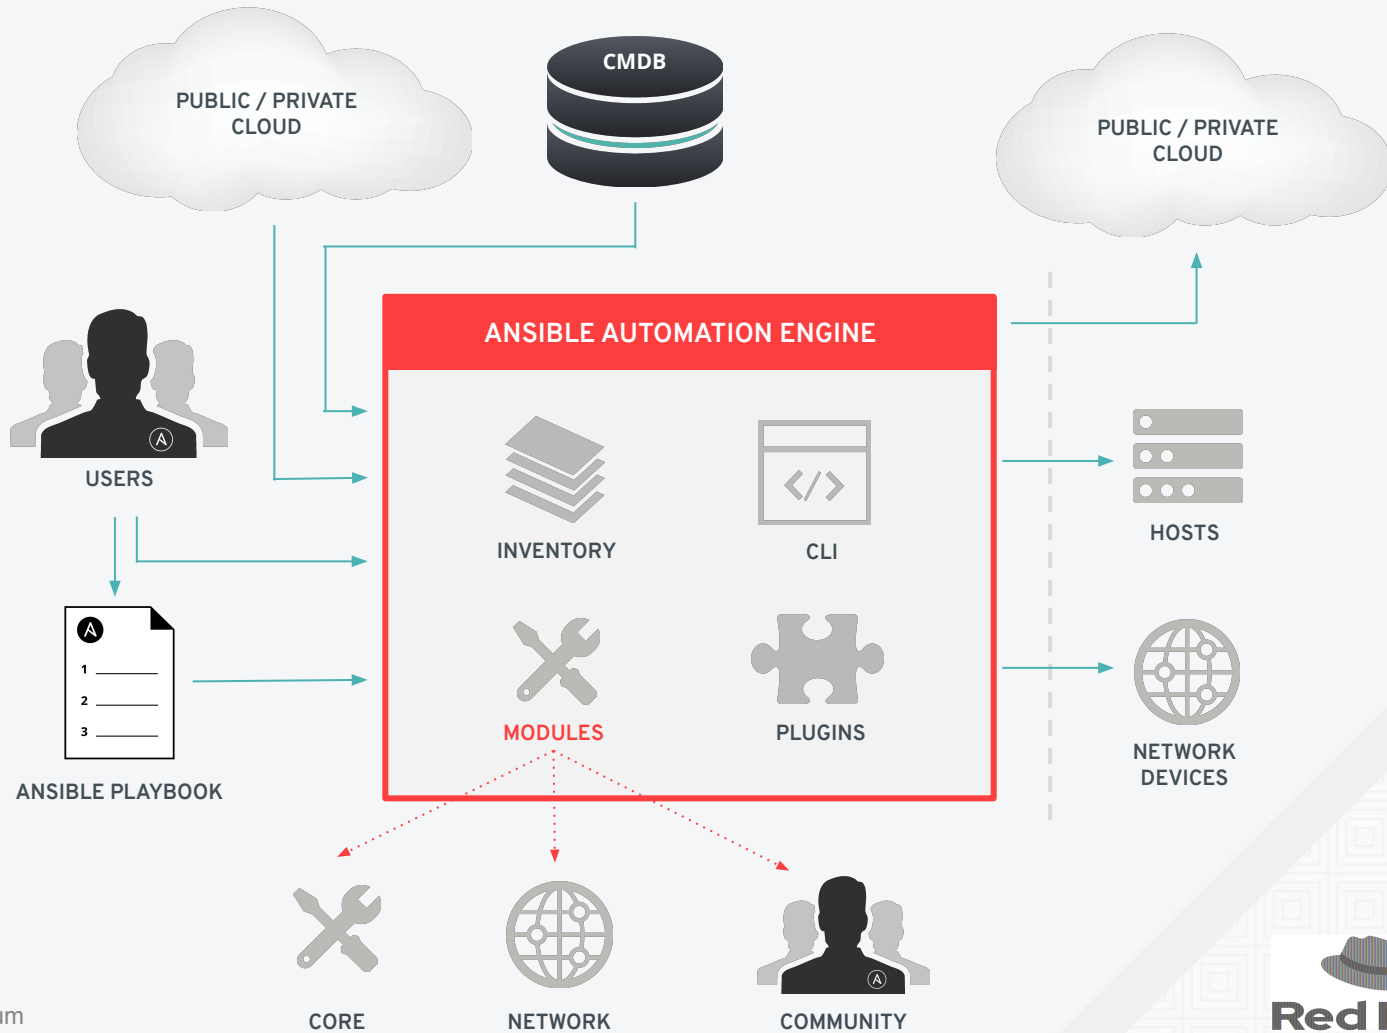 PUBLIC / PRIVATE
CLOUD
CMDB
PUBLIC / PRIVATE
CLOUD
ANSIBLE AUTOMATION ENGINE
USERS
INVENTORY
CLI
HOSTS
1
2
3
MODULES
PLUGINS
NETWORK
DEVICES
ANSIBLE PLAYBOOK
CORE
NETWORK
COMMUNITY
Red